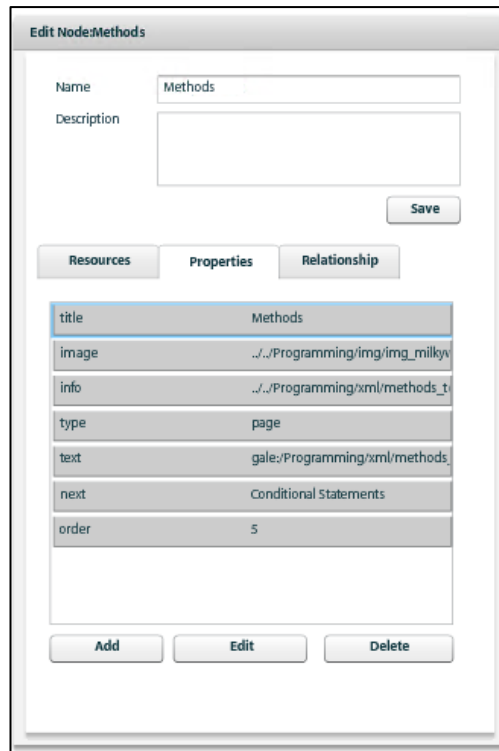 Edit Node:Methods
Name Methods
Description
Save
Resources Properties Relationship
title Methods
image ../../Programming/img/img_milkyw
info ../../Programming/xml/methods_t
type page
text gale:/Programming/xml/methods_
next Conditional Statements
order 5
Add Edit Delete